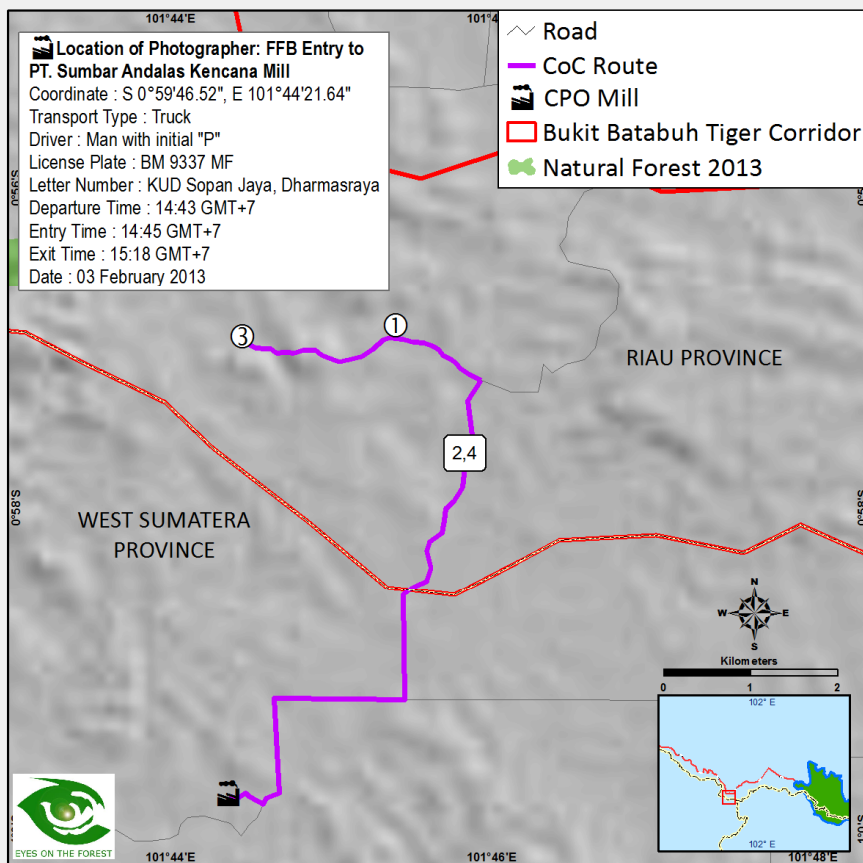 101°44'E
101°4
Location of Photographer: FFB Entry to
PT. Sumbar Andalas Kencana Mill
Coordinate : S 0°59'46.52", E 101°44'21.64"
Transport Type : Truck
Driver : Man with initial "P"
License Plate : BM 9337 MF
Letter Number : KUD Sopan Jaya, Dharmasraya
Departure Time : 14:43 GMT+7
Entry Time : 14:45 GMT+7
Exit Time : 15:18 GMT+7
Date : 03 February 2013
Road
CoC Route
CPO Mill
Bukit Batabuh Tiger Corridor
Natural Forest 2013
0°56'S
3
1
RIAU PROVINCE
2,4
0°58'S
0°58'S
WEST SUMATERA
PROVINCE
N
W
E
S
Kilometers
0
1
2
102° E
102° E
EYES ON THE FOREST
101°44'E
101°46'E
101°48'E